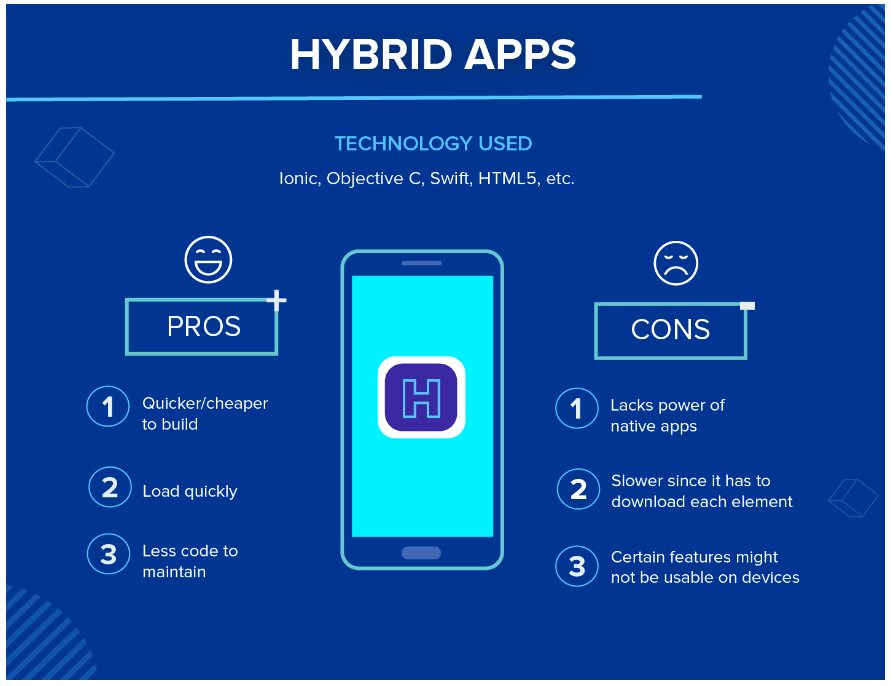 HYBRID APPS
TECHNOLOGY USED
Ionic, Objective C, Swift, HTML5, etc.
PROS
1
Quicker/cheaper
to build
2
Load quickly
3
Less code to
maintain
H
CONS
1
Lacks power of
native apps
2
Slower since it has to
download each element
3
Certain features might
not be usable on devices